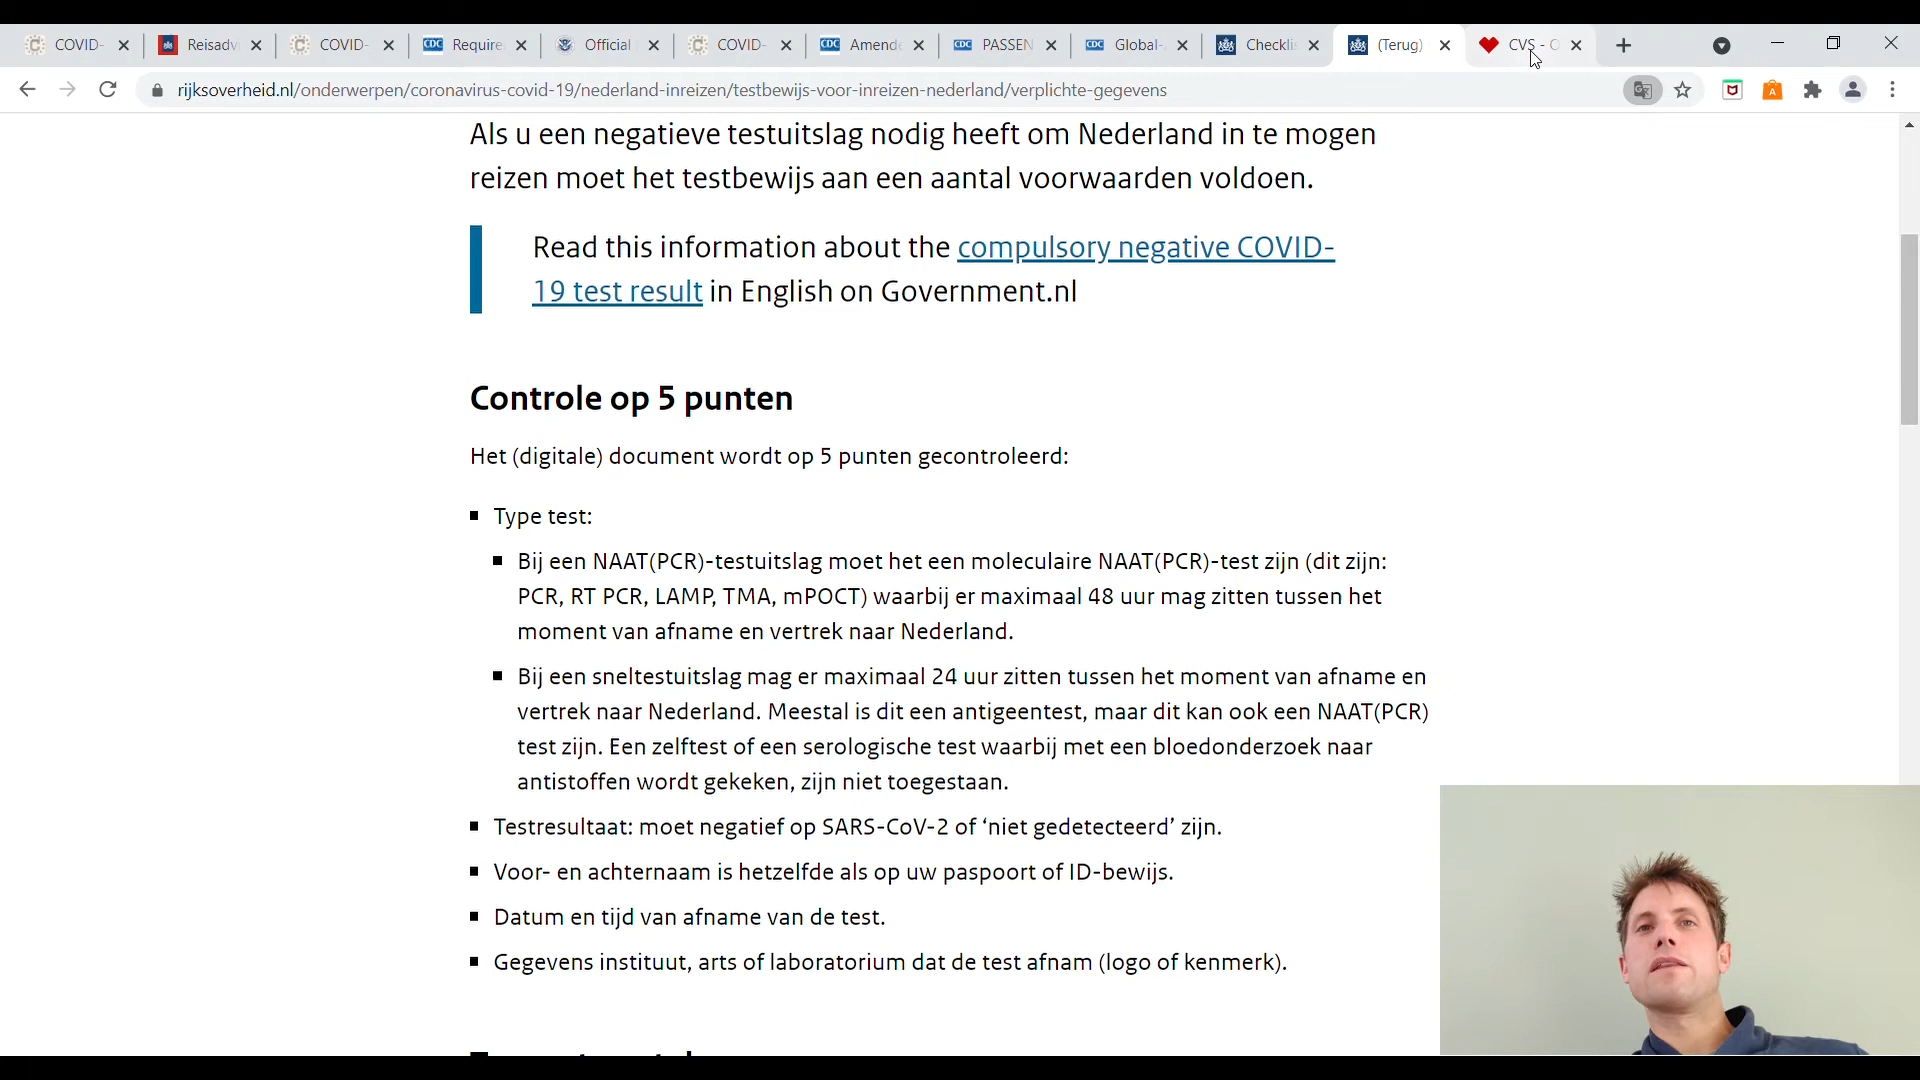 COVID-
Reisadv
COVID-
CDC Require
Official
COVID-
CDC Amende
CDC PASSEN
CDC Global-
Checkli
(Terug)
CVS - C
rijksoverheid.nl/onderwerpen/coronavirus-covid-19/nederland-inreizen/testbewijs-voor-inreizen-nederland/verplichte-gegevens
Als u een negatieve testuitslag nodig heeft om Nederland in te mogen
reizen moet het testbewijs aan een aantal voorwaarden voldoen.
Read this information about the compulsory negative COVID-
19 test result in English on Government.nl
Controle op 5 punten
Het (digitale) document wordt op 5 punten gecontroleerd:
Type test:
Bij een NAAT(PCR)-testuitslag moet het een moleculaire NAAT(PCR)-test zijn (dit zijn:
PCR, RT PCR, LAMP, TMA, mPOCT) waarbij er maximaal 48 uur mag zitten tussen het
moment van afname en vertrek naar Nederland.
Bij een sneltestuitslag mag er maximaal 24 uur zitten tussen het moment van afname en
vertrek naar Nederland. Meestal is dit een antigeentest, maar dit kan ook een NAAT(PCR)
test zijn. Een zelftest of een serologische test waarbij met een bloedonderzoek naar
antistoffen wordt gekeken, zijn niet toegestaan.
Testresultaat: moet negatief op SARS-CoV-2 of ‘niet gedetecteerd’ zijn.
Voor- en achternaam is hetzelfde als op uw paspoort of ID-bewijs.
Datum en tijd van afname van de test.
Gegevens instituut, arts of laboratorium dat de test afnam (logo of kenmerk).